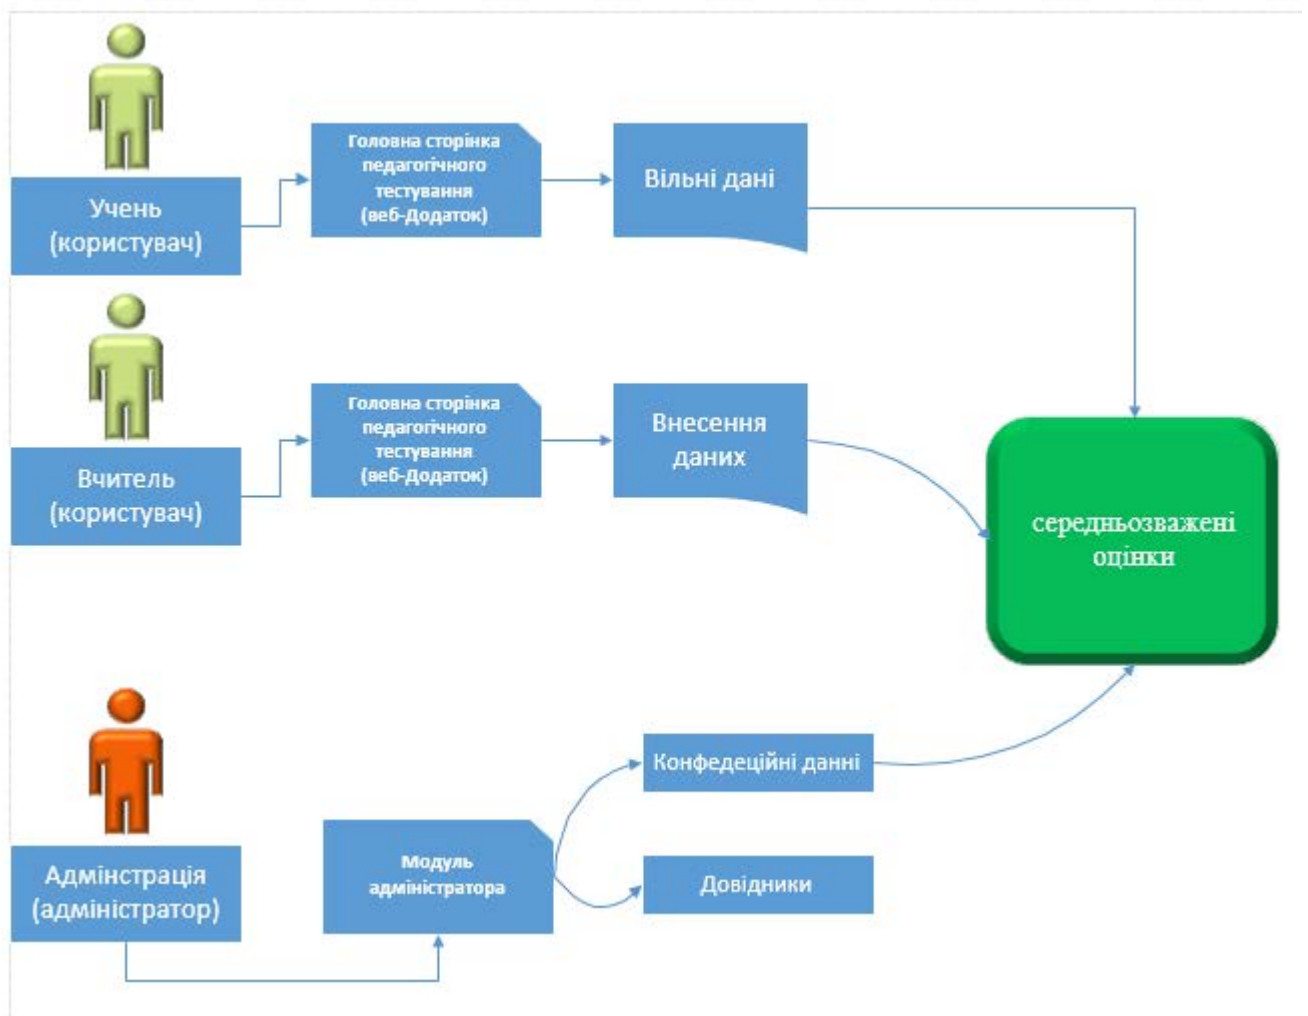 Учень
(користувач)
Головна сторінка
педагогічного
тестування
(веб-Додаток)
Вільні дані
Вчитель
(користувач)
Головна сторінка
педагогічного
тестування
(веб-Додаток)
Внесення
даних
середньозважені
оцінки
Адмінстрація
(адміністратор)
Модуль
адміністратора
Конфедеційні данні
Довідники